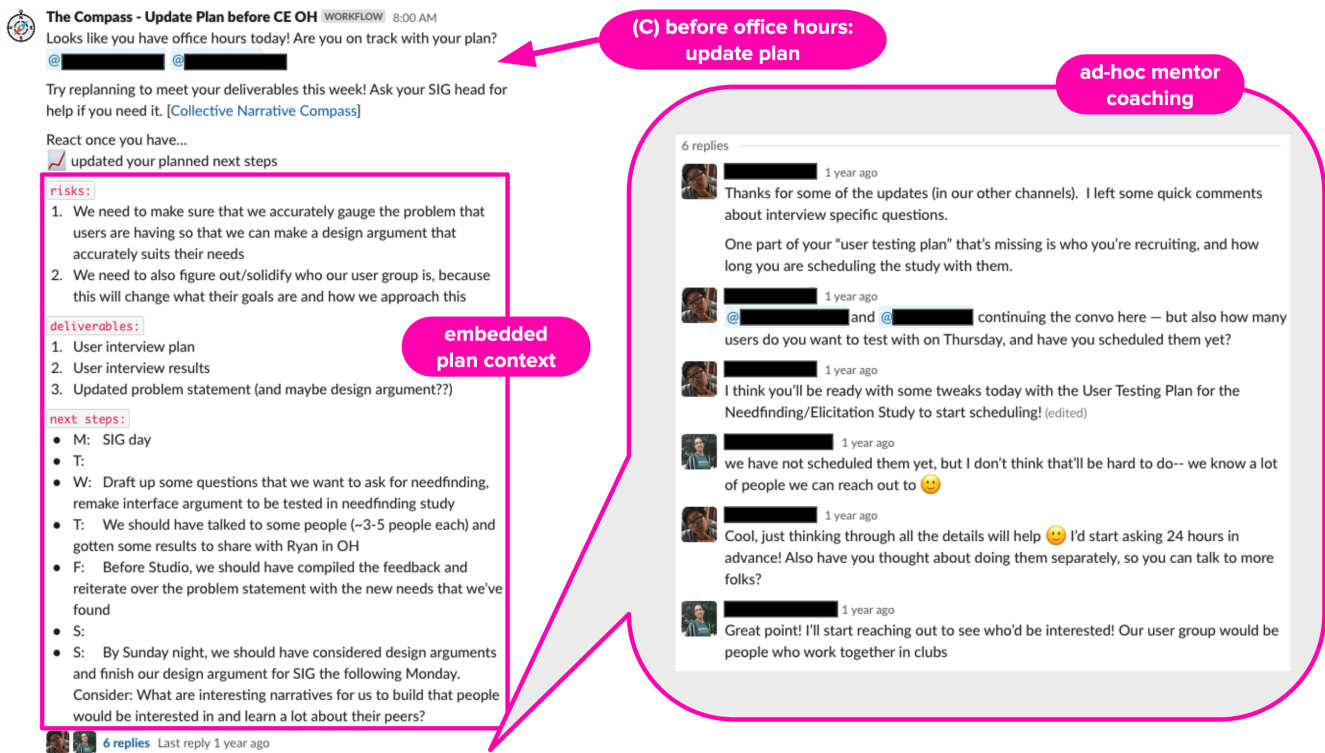 The Compass - Update Plan before CE OH WORKFLOW 8:00 AM
Looks like you have office hours today! Are you on track with your plan?
@ @
Try replanning to meet your deliverables this week! Ask your SIG head for
help if you need it. [Collective Narrative Compass]
React once you have...
updated your planned next steps
risks:
1. We need to make sure that we accurately gauge the problem that
users are having so that we can make a design argument that
accurately suits their needs
2. We need to also figure out/solidify who our user group is, because
this will change what their goals are and how we approach this
deliverables:
1. User interview plan
2. User interview results
3. Updated problem statement (and maybe design argument??)
next steps:
• M: SIG day
• T:
• W: Draft up some questions that we want to ask for needfinding,
remake interface argument to be tested in needfinding study
• T: We should have talked to some people (~3-5 people each) and
gotten some results to share with Ryan in OH
• F: Before Studio, we should have compiled the feedback and
reiterate over the problem statement with the new needs that we've
found
• S:
• S: By Sunday night, we should have considered design arguments
and finish our design argument for SIG the following Monday.
Consider: What are interesting narratives for us to build that people
would be interested in and learn a lot about their peers?
6 replies Last reply 1 year ago
(C) before office hours:
update plan
embedded
plan context
ad-hoc mentor
coaching
6 replies
1 year ago
Thanks for some of the updates (in our other channels). I left some quick comments
about interview specific questions.
One part of your “user testing plan” that's missing is who you're recruiting, and how
long you are scheduling the study with them.
1 year ago
@ and @ continuing the convo here — but also how many
users do you want to test with on Thursday, and have you scheduled them yet?
1 year ago
I think you'll be ready with some tweaks today with the User Testing Plan for the
Needfinding/Elicitation Study to start scheduling! (edited)
1 year ago
we have not scheduled them yet, but I don't think that'll be hard to do-- we know a lot
of people we can reach out to 🙂
1 year ago
Cool, just thinking through all the details will help 🙂 I'd start asking 24 hours in
advance! Also have you thought about doing them separately, so you can talk to more
folks?
1 year ago
Great point! I'll start reaching out to see who'd be interested! Our user group would be
people who work together in clubs